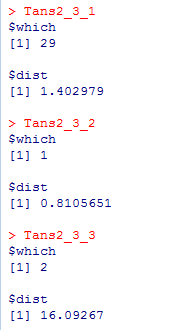 > Tans2_3_1
$which
[1] 29
$dist
[1] 1.402979
> Tans2_3_2
$which
[1] 1
$dist
[1] 0.8105651
> Tans2_3_3
$which
[1] 2
$dist
[1] 16.09267